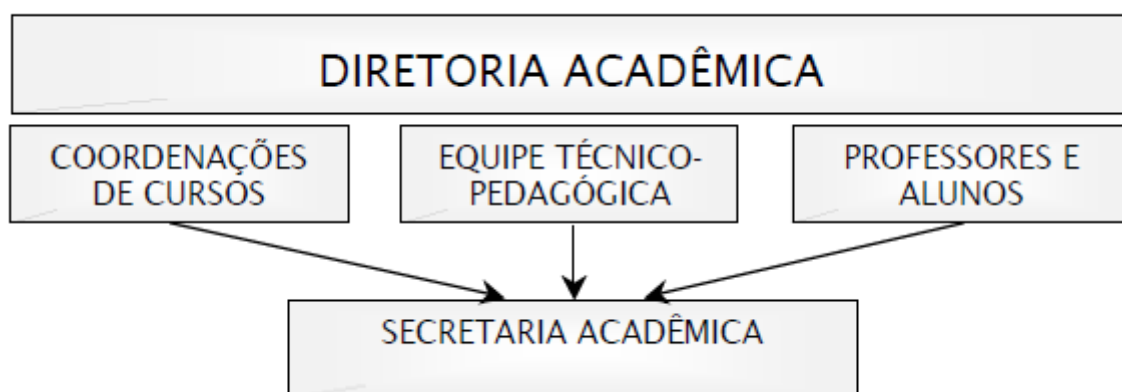 DIRETORIA ACADÊMICA
COORDENAÇÕES
DE CURSOS
EQUIPE TÉCNICO-
PEDAGÓGICA
PROFESSORES E
ALUNOS
SECRETARIA ACADÊMICA